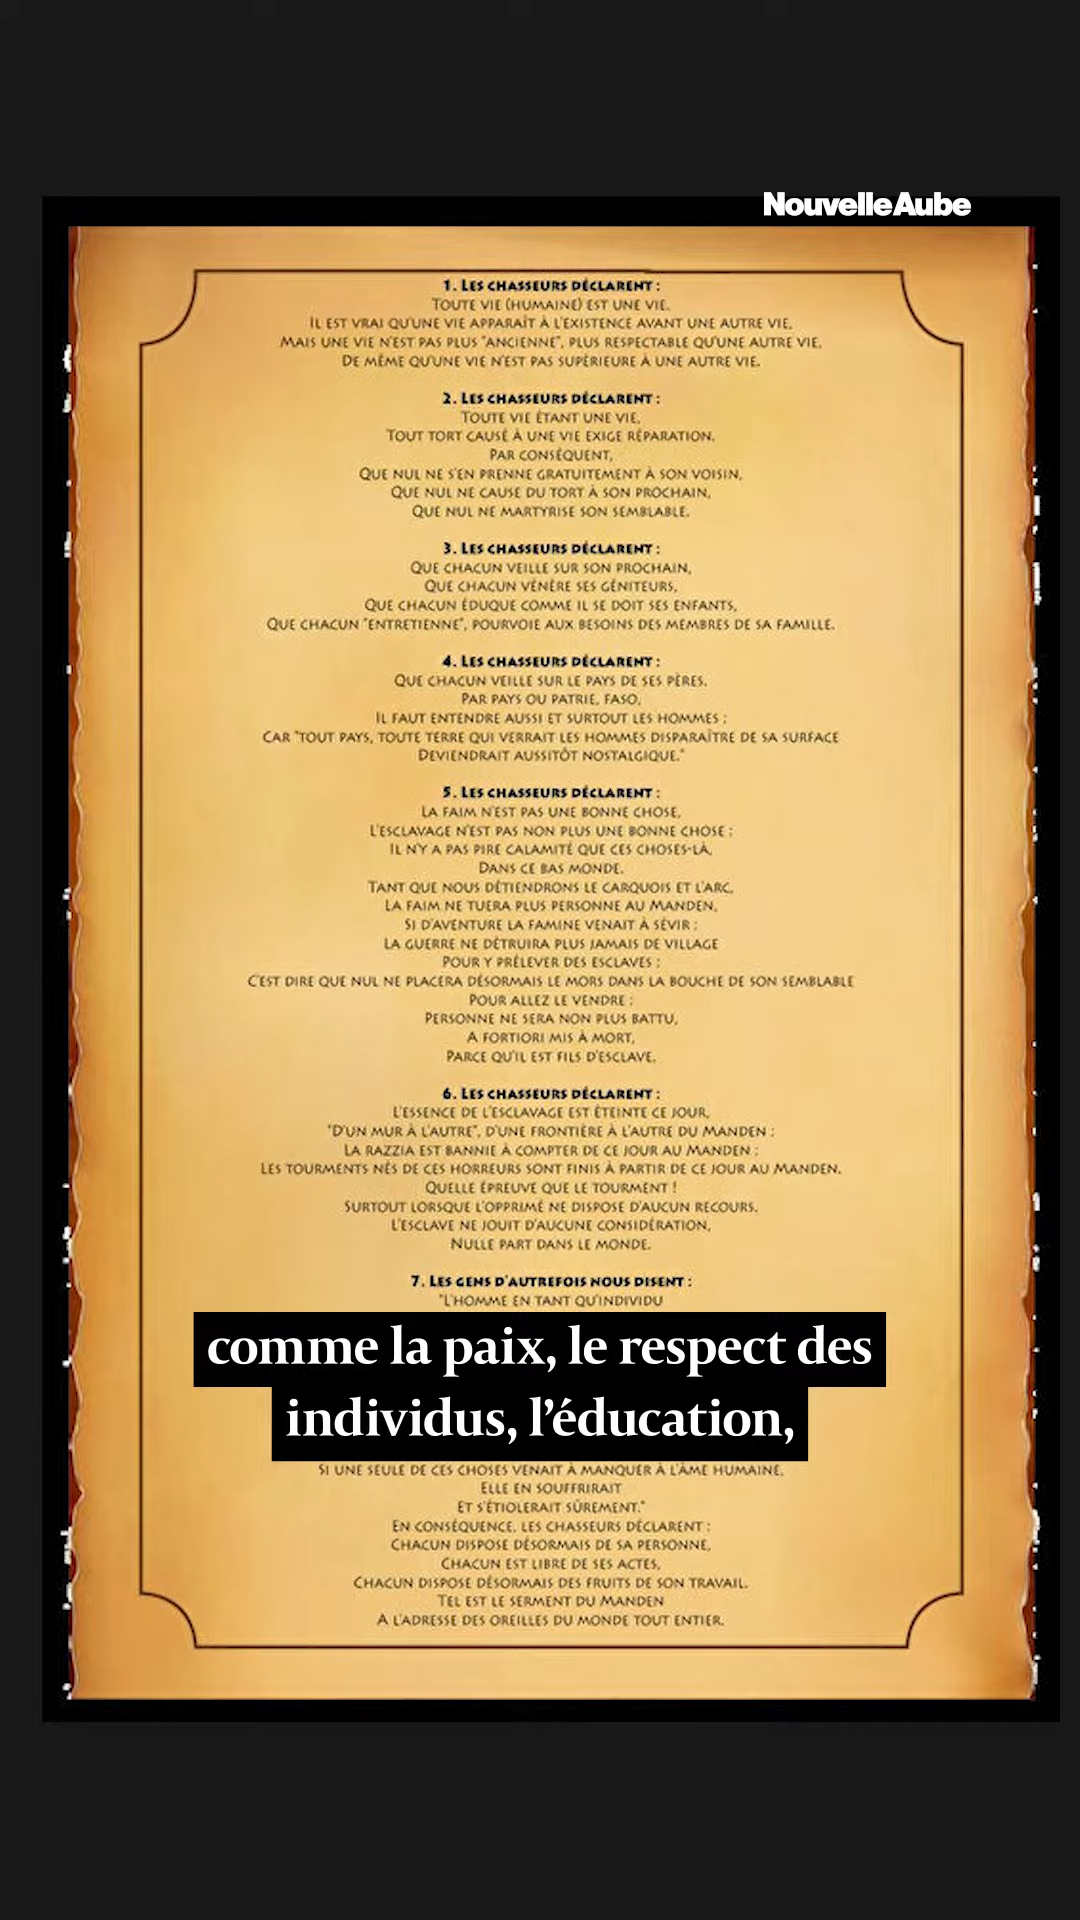 NouvelleAube
1. Les chasseurs déclarent :
Toute vie (humaine) est une vie.
Il est vrai qu'une vie apparaît à l'existence avant une autre vie,
Mais une vie n'est pas plus "ancienne", plus respectable qu'une autre vie,
De même qu'une vie n'est pas supérieure à une autre vie.
2. Les chasseurs déclarent :
Toute vie étant une vie,
Tout tort causé à une vie exige réparation.
Par conséquent,
Que nul ne s'en prenne gratuitement à son voisin,
Que nul ne cause du tort à son prochain,
Que nul ne martyrise son semblable.
3. Les chasseurs déclarent :
Que chacun veille sur son prochain,
Que chacun vénère ses géniteurs,
Que chacun éduque comme il se doit ses enfants,
Que chacun "entretienne", pourvoie aux besoins des membres de sa famille.
4. Les chasseurs déclarent :
Que chacun veille sur le pays de ses pères.
Par pays ou patrie, faso,
Il faut entendre aussi et surtout les hommes ;
Car "tout pays, toute terre qui verrait les hommes disparaître de sa surface
Deviendrait aussitôt nostalgique."
5. Les chasseurs déclarent :
La faim n'est pas une bonne chose,
L'esclavage n'est pas non plus une bonne chose ;
Il n'y a pas pire calamité que ces choses-là,
Dans ce bas monde.
Tant que nous détiendrons le carquois et l'arc,
La faim ne tuera plus personne au Manden,
Si d'aventure la famine venait à sévir ;
La guerre ne détruira plus jamais de village
Pour y prélever des esclaves ;
C'est dire que nul ne placera désormais le mors dans la bouche de son semblable
Pour allez le vendre ;
Personne ne sera non plus battu,
A fortiori mis à mort,
Parce qu'il est fils d'esclave.
6. Les chasseurs déclarent :
L'essence de l'esclavage est éteinte ce jour,
"D'un mur à l'autre", d'une frontière à l'autre du Manden ;
La razzia est bannie à compter de ce jour au Manden ;
Les tourments nés de ces horreurs sont finis à partir de ce jour au Manden.
Quelle épreuve que le tourment !
Surtout lorsque l'opprimé ne dispose d'aucun recours.
L'esclave ne jouit d'aucune considération,
Nulle part dans le monde.
7. Les gens d'autrefois nous disent :
"L'homme en tant qu'individu
comme la paix, le respect des
individus, l'éducation,
Si une seule de ces choses venait à manquer à l'âme humaine,
Elle en souffrirait
Et s'étiolerait sûrement."
En conséquence, les chasseurs déclarent :
Chacun dispose désormais de sa personne,
Chacun est libre de ses actes,
Chacun dispose désormais des fruits de son travail.
Tel est le serment du Manden
A l'adresse des oreilles du monde tout entier.